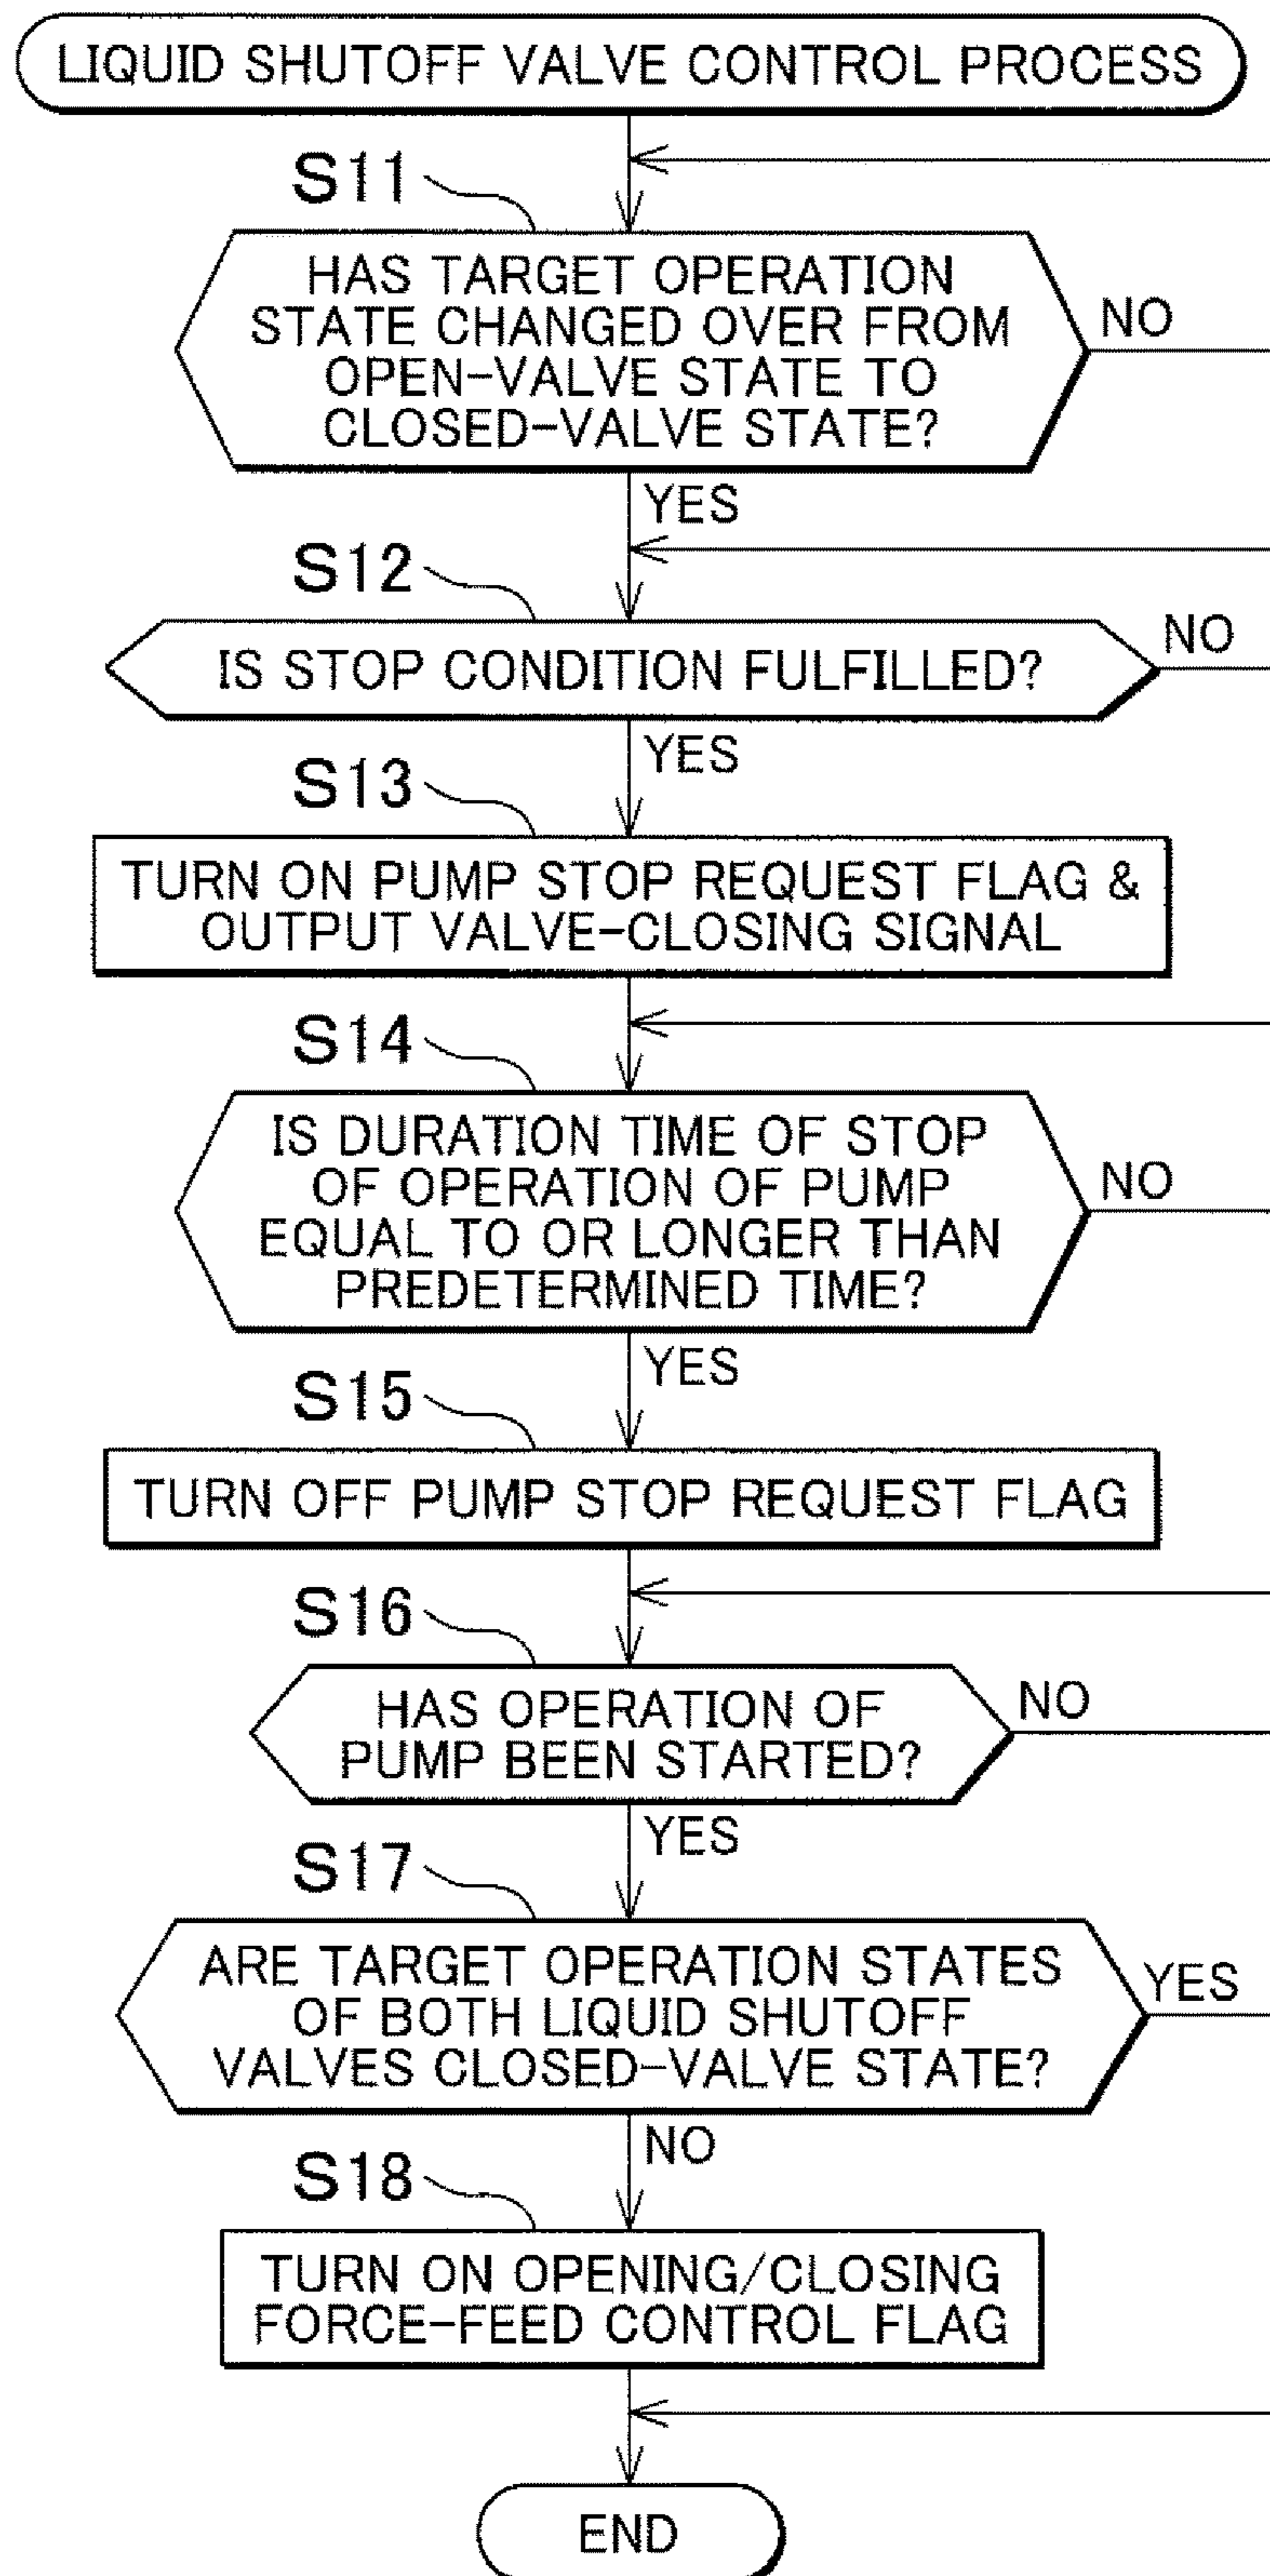 LIQUID SHUTOFF VALVE CONTROL PROCESS
S11
HAS TARGET OPERATION
STATE CHANGED OVER FROM
OPEN-VALVE STATE TO
CLOSED-VALVE STATE?
NO
YES
S12
IS STOP CONDITION FULFILLED?
NO
YES
S13
TURN ON PUMP STOP REQUEST FLAG &
OUTPUT VALVE-CLOSING SIGNAL
S14
IS DURATION TIME OF STOP
OF OPERATION OF PUMP
EQUAL TO OR LONGER THAN
PREDETERMINED TIME?
NO
YES
S15
TURN OFF PUMP STOP REQUEST FLAG
S16
HAS OPERATION OF
PUMP BEEN STARTED?
NO
YES
S17
ARE TARGET OPERATION STATES
OF BOTH LIQUID SHUTOFF
VALVES CLOSED-VALVE STATE?
YES
NO
S18
TURN ON OPENING/CLOSING
FORCE-FEED CONTROL FLAG
END